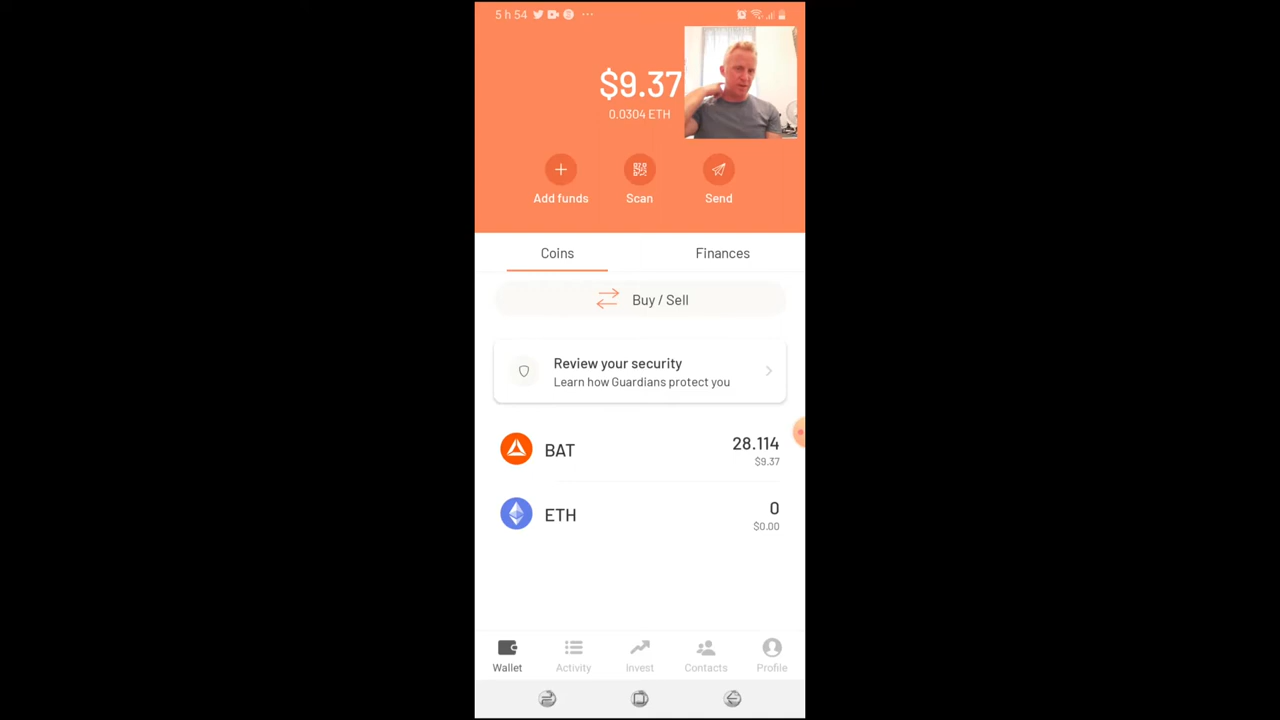 5 h 54
$9.37
0.0304 ETH
Add funds
Scan
Send
Coins
Finances
Buy / Sell
Review your security
Learn how Guardians protect you
BAT
28.114
$9.37
ETH
0
$0.00
Wallet
Activity
Invest
Contacts
Profile